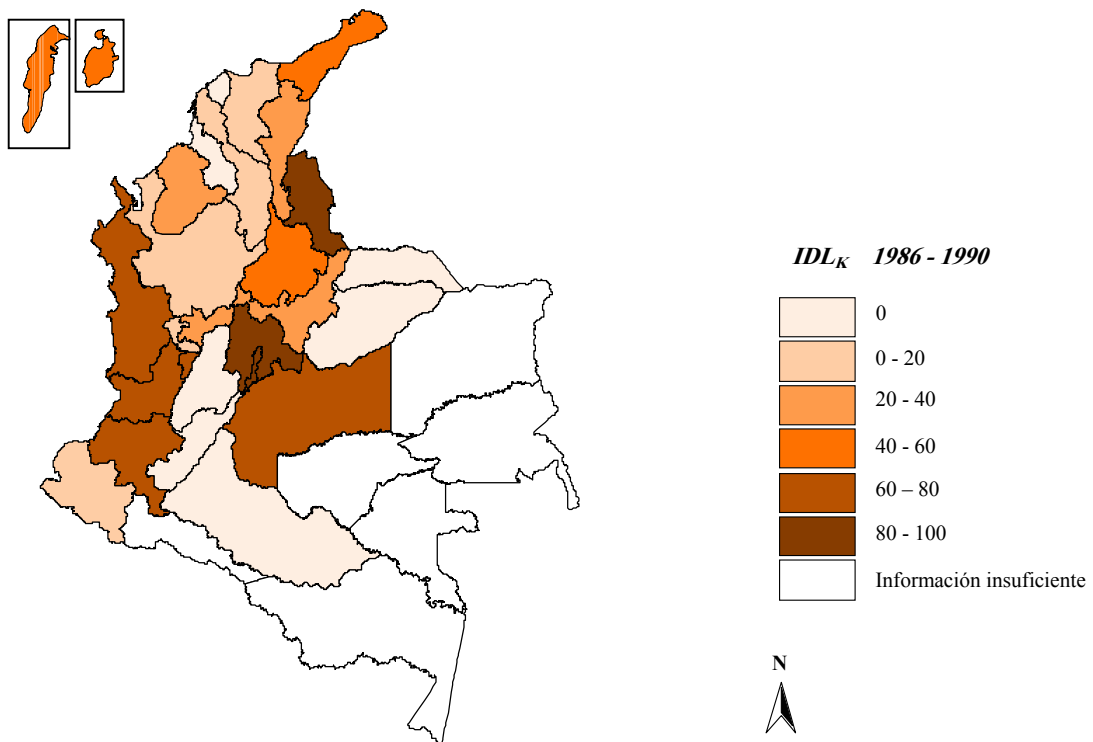 IDLK 1986 - 1990
0
0 - 20
20 - 40
40 - 60
60 – 80
80 - 100
Información insuficiente
N